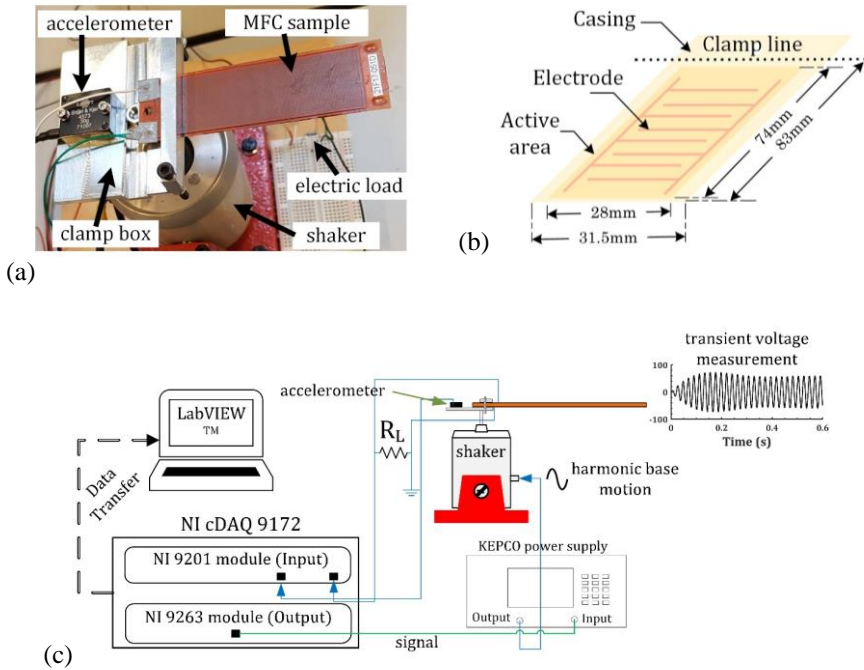 accelerometer
MFC sample
electric load
clamp box
shaker
(a)
Casing
Clamp line
Electrode
Active
area
74mm
83mm
28mm
31.5mm
(b)
transient voltage
measurement
100
0
-100
0 0.2 0.4 0.6
Time (s)
accelerometer
LabVIEW
TM
R_L
shaker
harmonic base
motion
Data
Transfer
NI cDAQ 9172
KEPCO power supply
NI 9201 module (Input)
NI 9263 module (Output)
Output
Input
signal
(c)